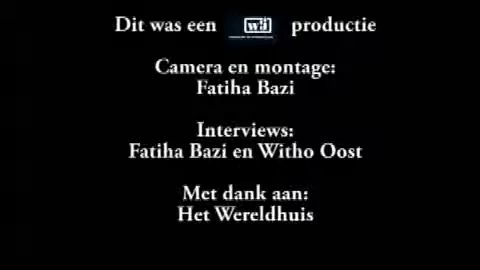 Dit was een w3 productie
Camera en montage:
Fatiha Bazi
Interviews:
Fatiha Bazi en Witho Oost
Met dank aan:
Het Wereldhuis